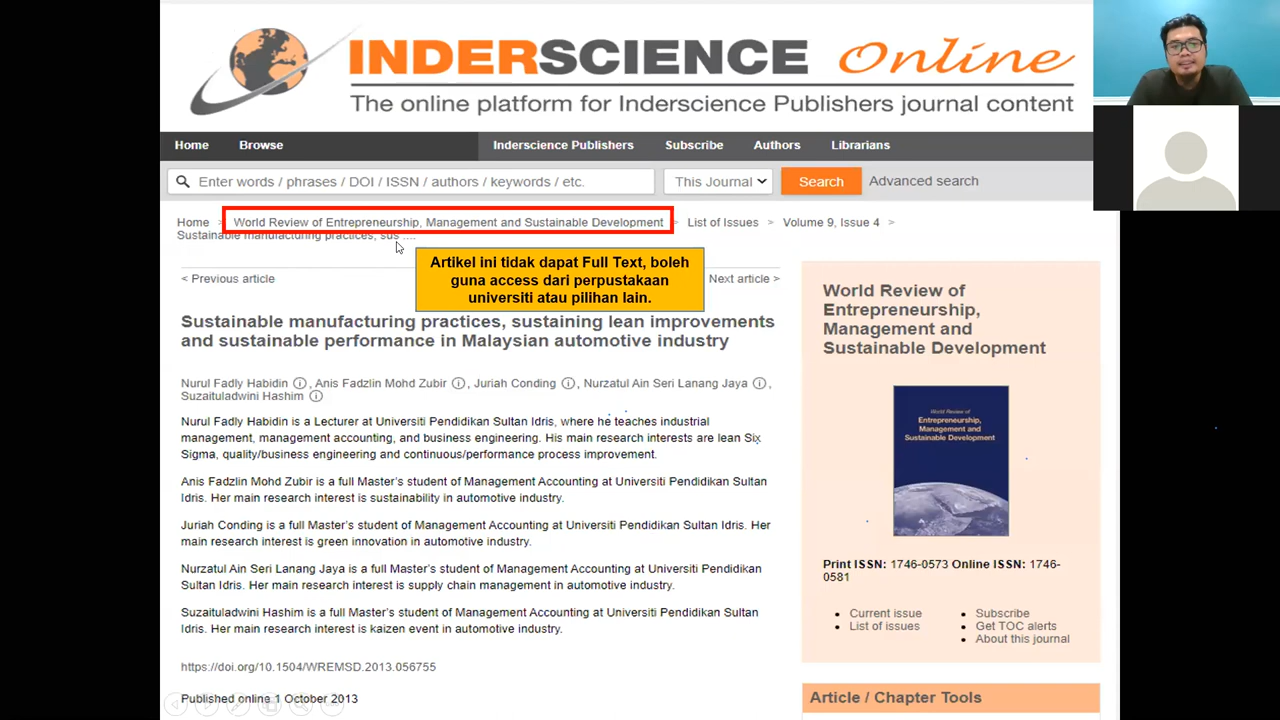 INDERSCIENCE Online
The online platform for Inderscience Publishers journal content
Home Browse Inderscience Publishers Subscribe Authors Librarians
Enter words / phrases / DOI / ISSN / authors / keywords / etc. This Journal Search Advanced search
Home > World Review of Entrepreneurship, Management and Sustainable Development > List of Issues > Volume 9, Issue 4 >
Sustainable manufacturing practices, sus ....
Artikel ini tidak dapat Full Text, boleh
guna access dari perpustakaan
universiti atau pilihan lain.
< Previous article Next article >
Sustainable manufacturing practices, sustaining lean improvements
and sustainable performance in Malaysian automotive industry
Nurul Fadly Habidin, Anis Fadzlin Mohd Zubir, Juriah Conding, Nurzatul Ain Seri Lanang Jaya,
Suzaituladwini Hashim
Nurul Fadly Habidin is a Lecturer at Universiti Pendidikan Sultan Idris, where he teaches industrial
management, management accounting, and business engineering. His main research interests are lean Six
Sigma, quality/business engineering and continuous/performance process improvement.
Anis Fadzlin Mohd Zubir is a full Master's student of Management Accounting at Universiti Pendidikan Sultan
Idris. Her main research interest is sustainability in automotive industry.
Juriah Conding is a full Master's student of Management Accounting at Universiti Pendidikan Sultan Idris. Her
main research interest is green innovation in automotive industry.
Nurzatul Ain Seri Lanang Jaya is a full Master's student of Management Accounting at Universiti Pendidikan
Sultan Idris. Her main research interest is supply chain management in automotive industry.
Suzaituladwini Hashim is a full Master's student of Management Accounting at Universiti Pendidikan Sultan
Idris. Her main research interest is kaizen event in automotive industry.
https://doi.org/10.1504/WREMSD.2013.056755
Published online 1 October 2013
World Review of
Entrepreneurship,
Management and
Sustainable Development
World Review of
Entrepreneurship,
Management and
Sustainable Development
Print ISSN: 1746-0573 Online ISSN: 1746-
0581
• Current issue
• List of issues
• Subscribe
• Get TOC alerts
• About this journal
Article / Chapter Tools